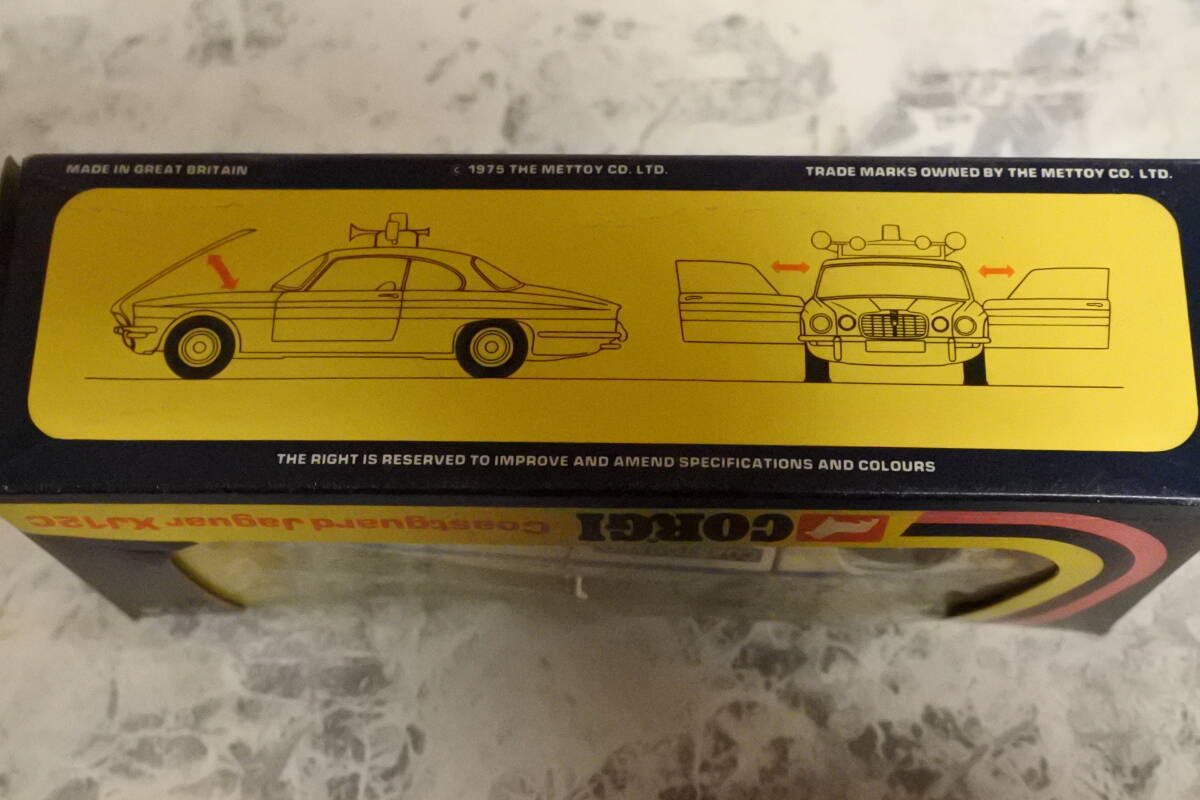 MADE IN GREAT BRITAIN
© 1975 THE METTOY CO. LTD.
TRADE MARKS OWNED BY THE METTOY CO. LTD.
THE RIGHT IS RESERVED TO IMPROVE AND AMEND SPECIFICATIONS AND COLOURS
CORGI Coastguard Jaguar XJ12C